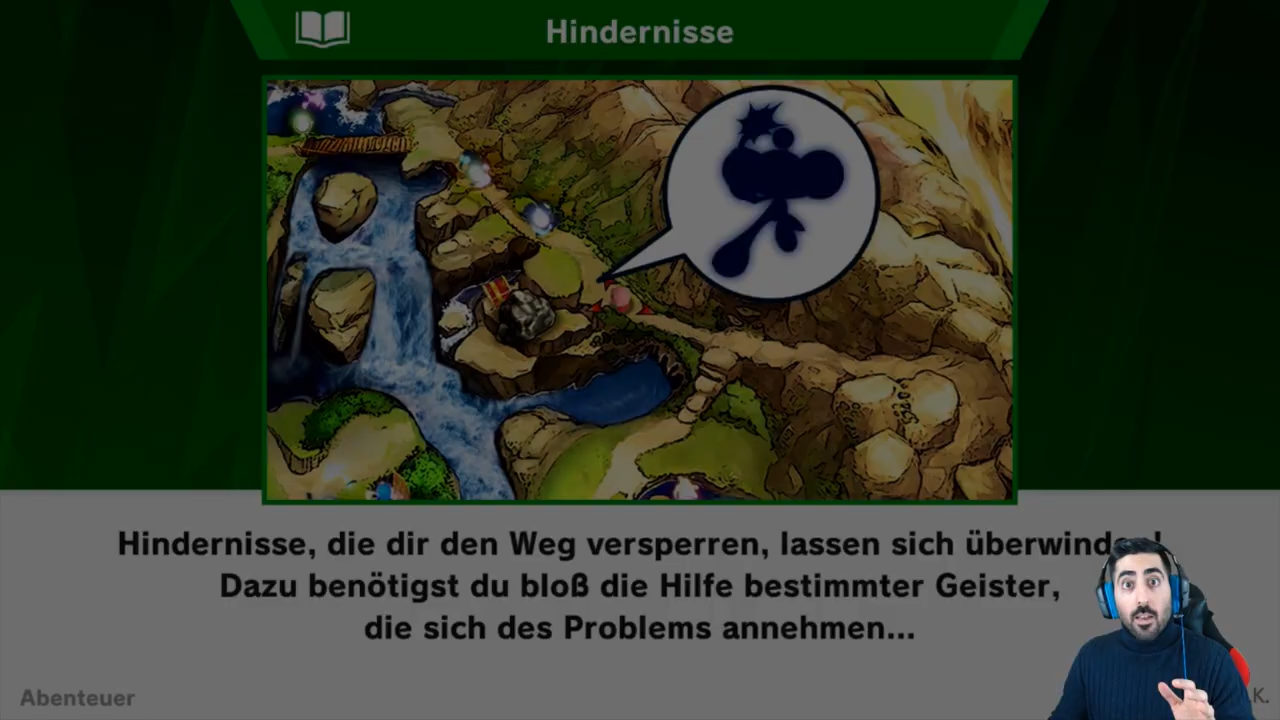 Hindernisse
Hindernisse, die dir den Weg versperren, lassen sich
Dazu benötigst du bloß die Hilfe bestimmter Geister,
die sich des Problems annehmen...
Abenteuer